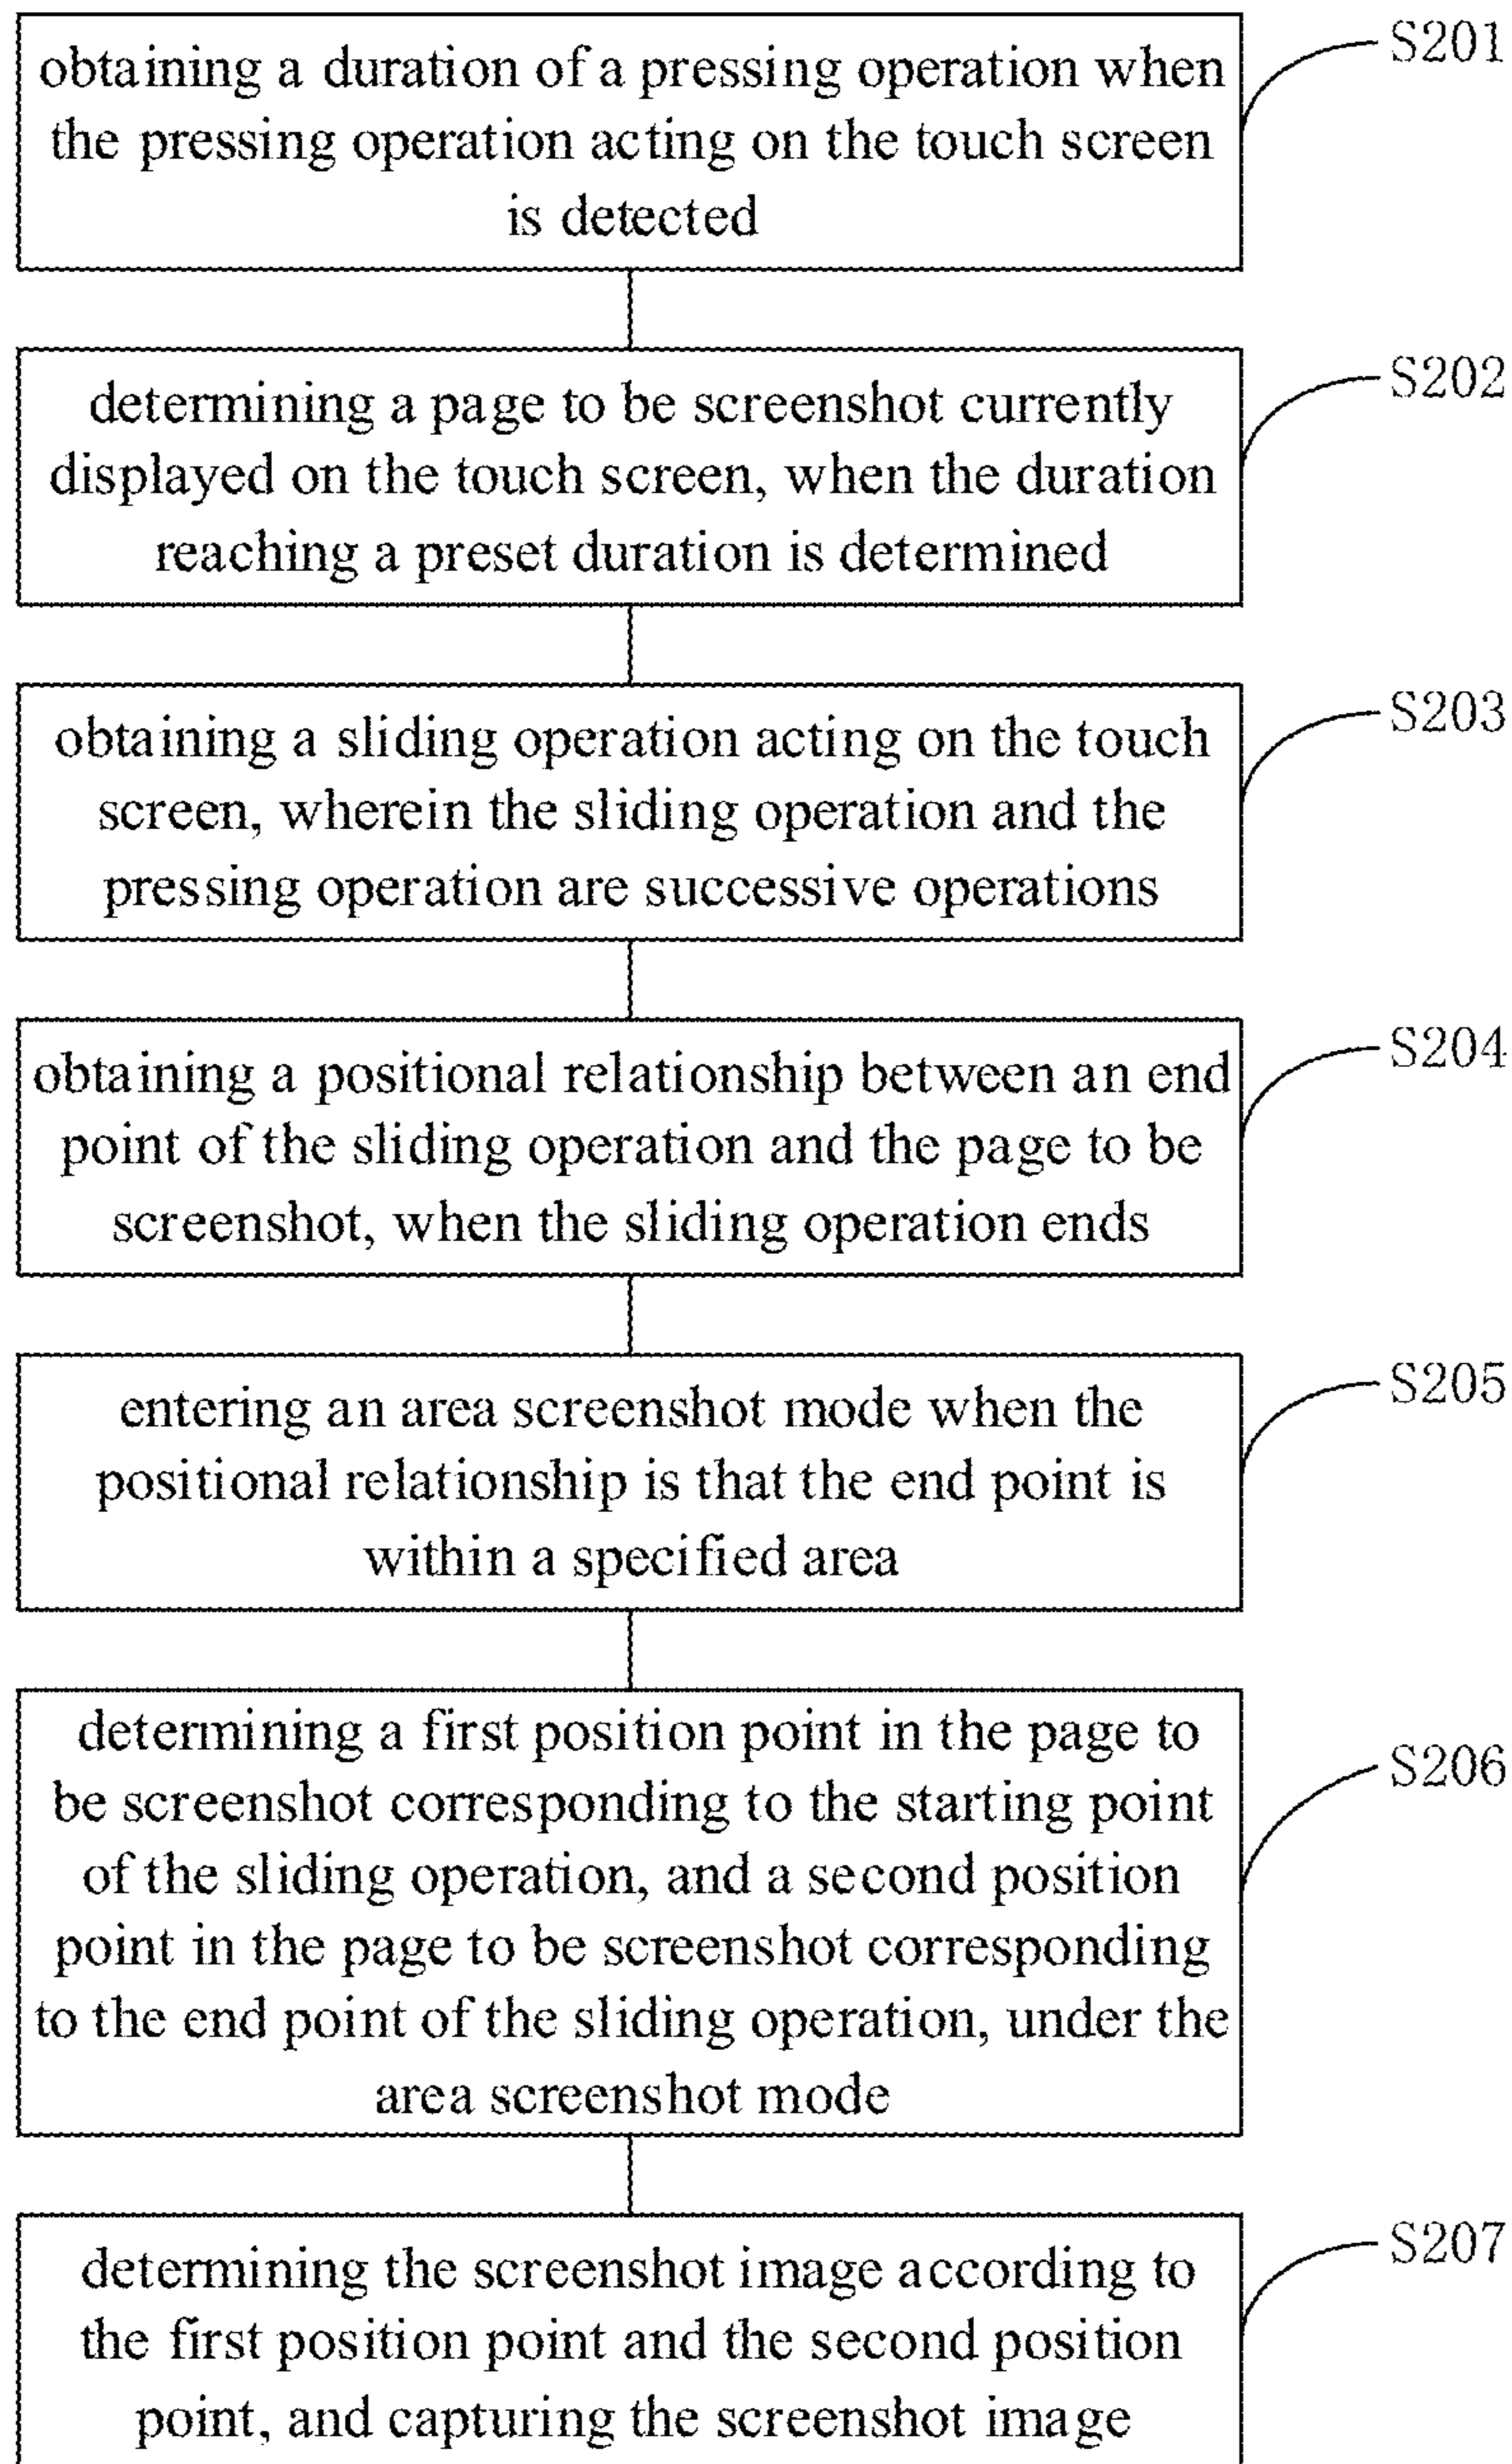 obtaining a duration of a pressing operation when
the pressing operation acting on the touch screen
is detected
S201
determining a page to be screenshot currently
displayed on the touch screen, when the duration
reaching a preset duration is determined
S202
obtaining a sliding operation acting on the touch
screen, wherein the sliding operation and the
pressing operation are successive operations
S203
obtaining a positional relationship between an end
point of the sliding operation and the page to be
screenshot, when the sliding operation ends
S204
entering an area screenshot mode when the
positional relationship is that the end point is
within a specified area
S205
determining a first position point in the page to
be screenshot corresponding to the starting point
of the sliding operation, and a second position
point in the page to be screenshot corresponding
to the end point of the sliding operation, under the
area screenshot mode
S206
determining the screenshot image according to
the first position point and the second position
point, and capturing the screenshot image
S207